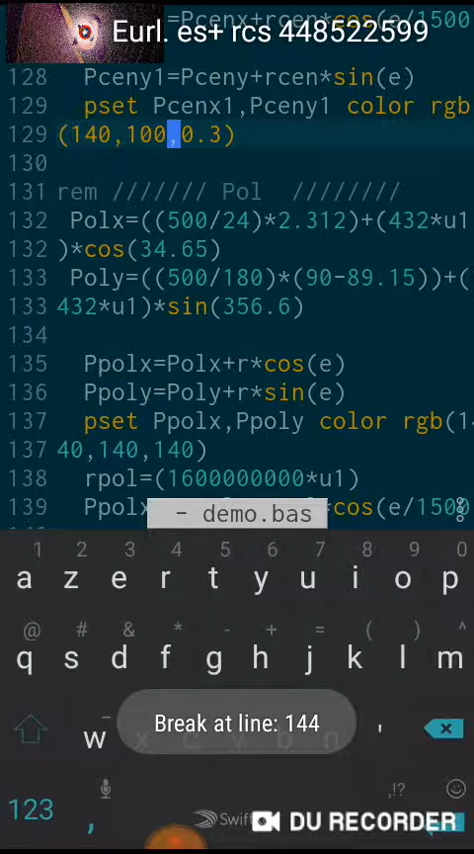 =Pcenx+rcen*cos(e/1500
Eurl. es+ rcs 448522599
128 Pceny1=Pceny+rcen*sin(e)
129 pset Pcenx1,Pceny1 color rgb
129 (140,100,0.3)
130
131 rem /////// Pol ////////
132 Polx=((500/24)*2.312)+(432*u1
132 )*cos(34.65)
133 Poly=((500/180)*(90-89.15))+(
133 432*u1)*sin(356.6)
134
135 Ppolx=Polx+r*cos(e)
136 Ppoly=Poly+r*sin(e)
137 pset Ppolx,Ppoly color rgb(1
137 40,140,140)
138 rpol=(1600000000*u1)
139 Ppolx cos(e/1500
- demo.bas
1 2 3 4 5 6 7 8 9 0
a z e r t y u i o p
@ # & * - + = ( ) ^
q s d f g h j k l m
Break at line: 144
w x c v b n '
,!?
123 , Swift
DU RECORDER